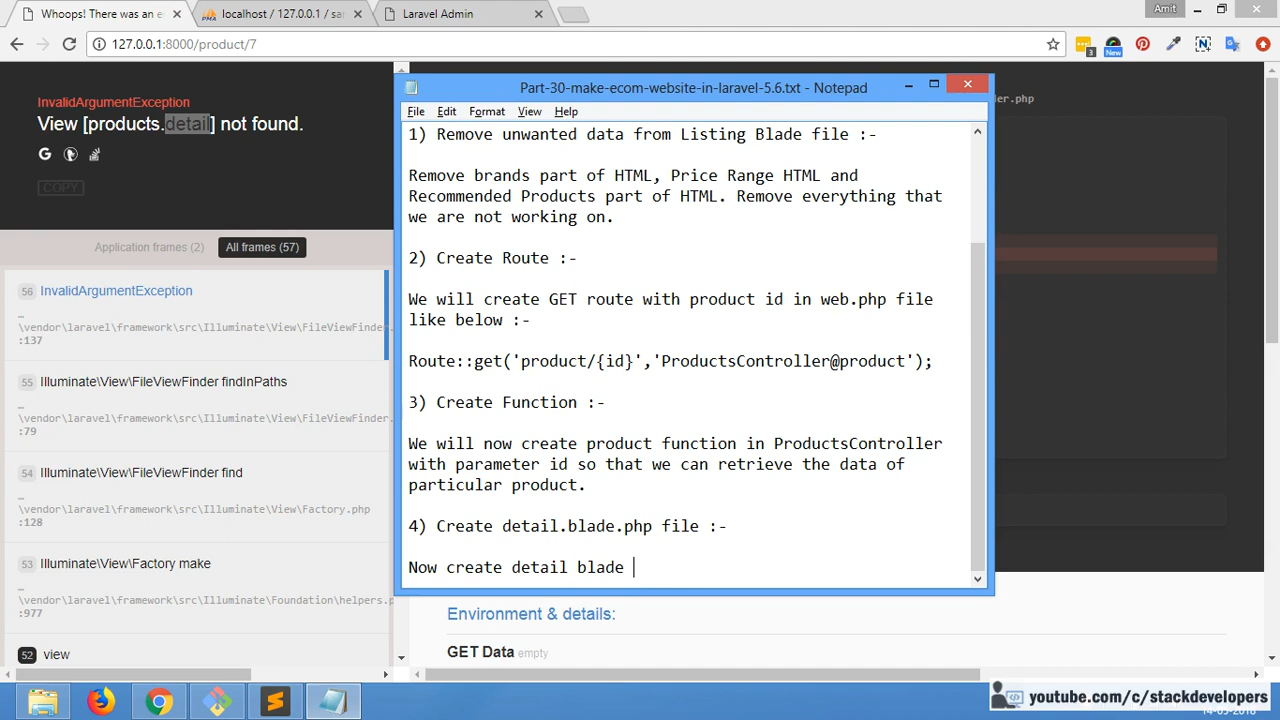 Whoops! There was an er
localhost / 127.0.0.1 / sar
Laravel Admin
Amit
127.0.0.1:8000/product/7
New
InvalidArgumentException
View [products.detail] not found.
COPY
Application frames (2)
All frames (57)
56 InvalidArgumentException
…
\vendor\laravel\framework\src\Illuminate\View\FileViewFinder.
:137
55 Illuminate\View\FileViewFinder findInPaths
…
\vendor\laravel\framework\src\Illuminate\View\FileViewFinder.
:79
54 Illuminate\View\FileViewFinder find
…
\vendor\laravel\framework\src\Illuminate\View\Factory.php
:128
53 Illuminate\View\Factory make
…
\vendor\laravel\framework\src\Illuminate\Foundation\helpers.p
:977
52 view
Part-30-make-ecom-website-in-laravel-5.6.txt - Notepad
File Edit Format View Help
1) Remove unwanted data from Listing Blade file :-
Remove brands part of HTML, Price Range HTML and
Recommended Products part of HTML. Remove everything that
we are not working on.
2) Create Route :-
We will create GET route with product id in web.php file
like below :-
Route::get('product/{id}','ProductsController@product');
3) Create Function :-
We will now create product function in ProductsController
with parameter id so that we can retrieve the data of
particular product.
4) Create detail.blade.php file :-
Now create detail blade
der.php
Environment & details:
GET Data empty
youtube.com/c/stackdevelopers